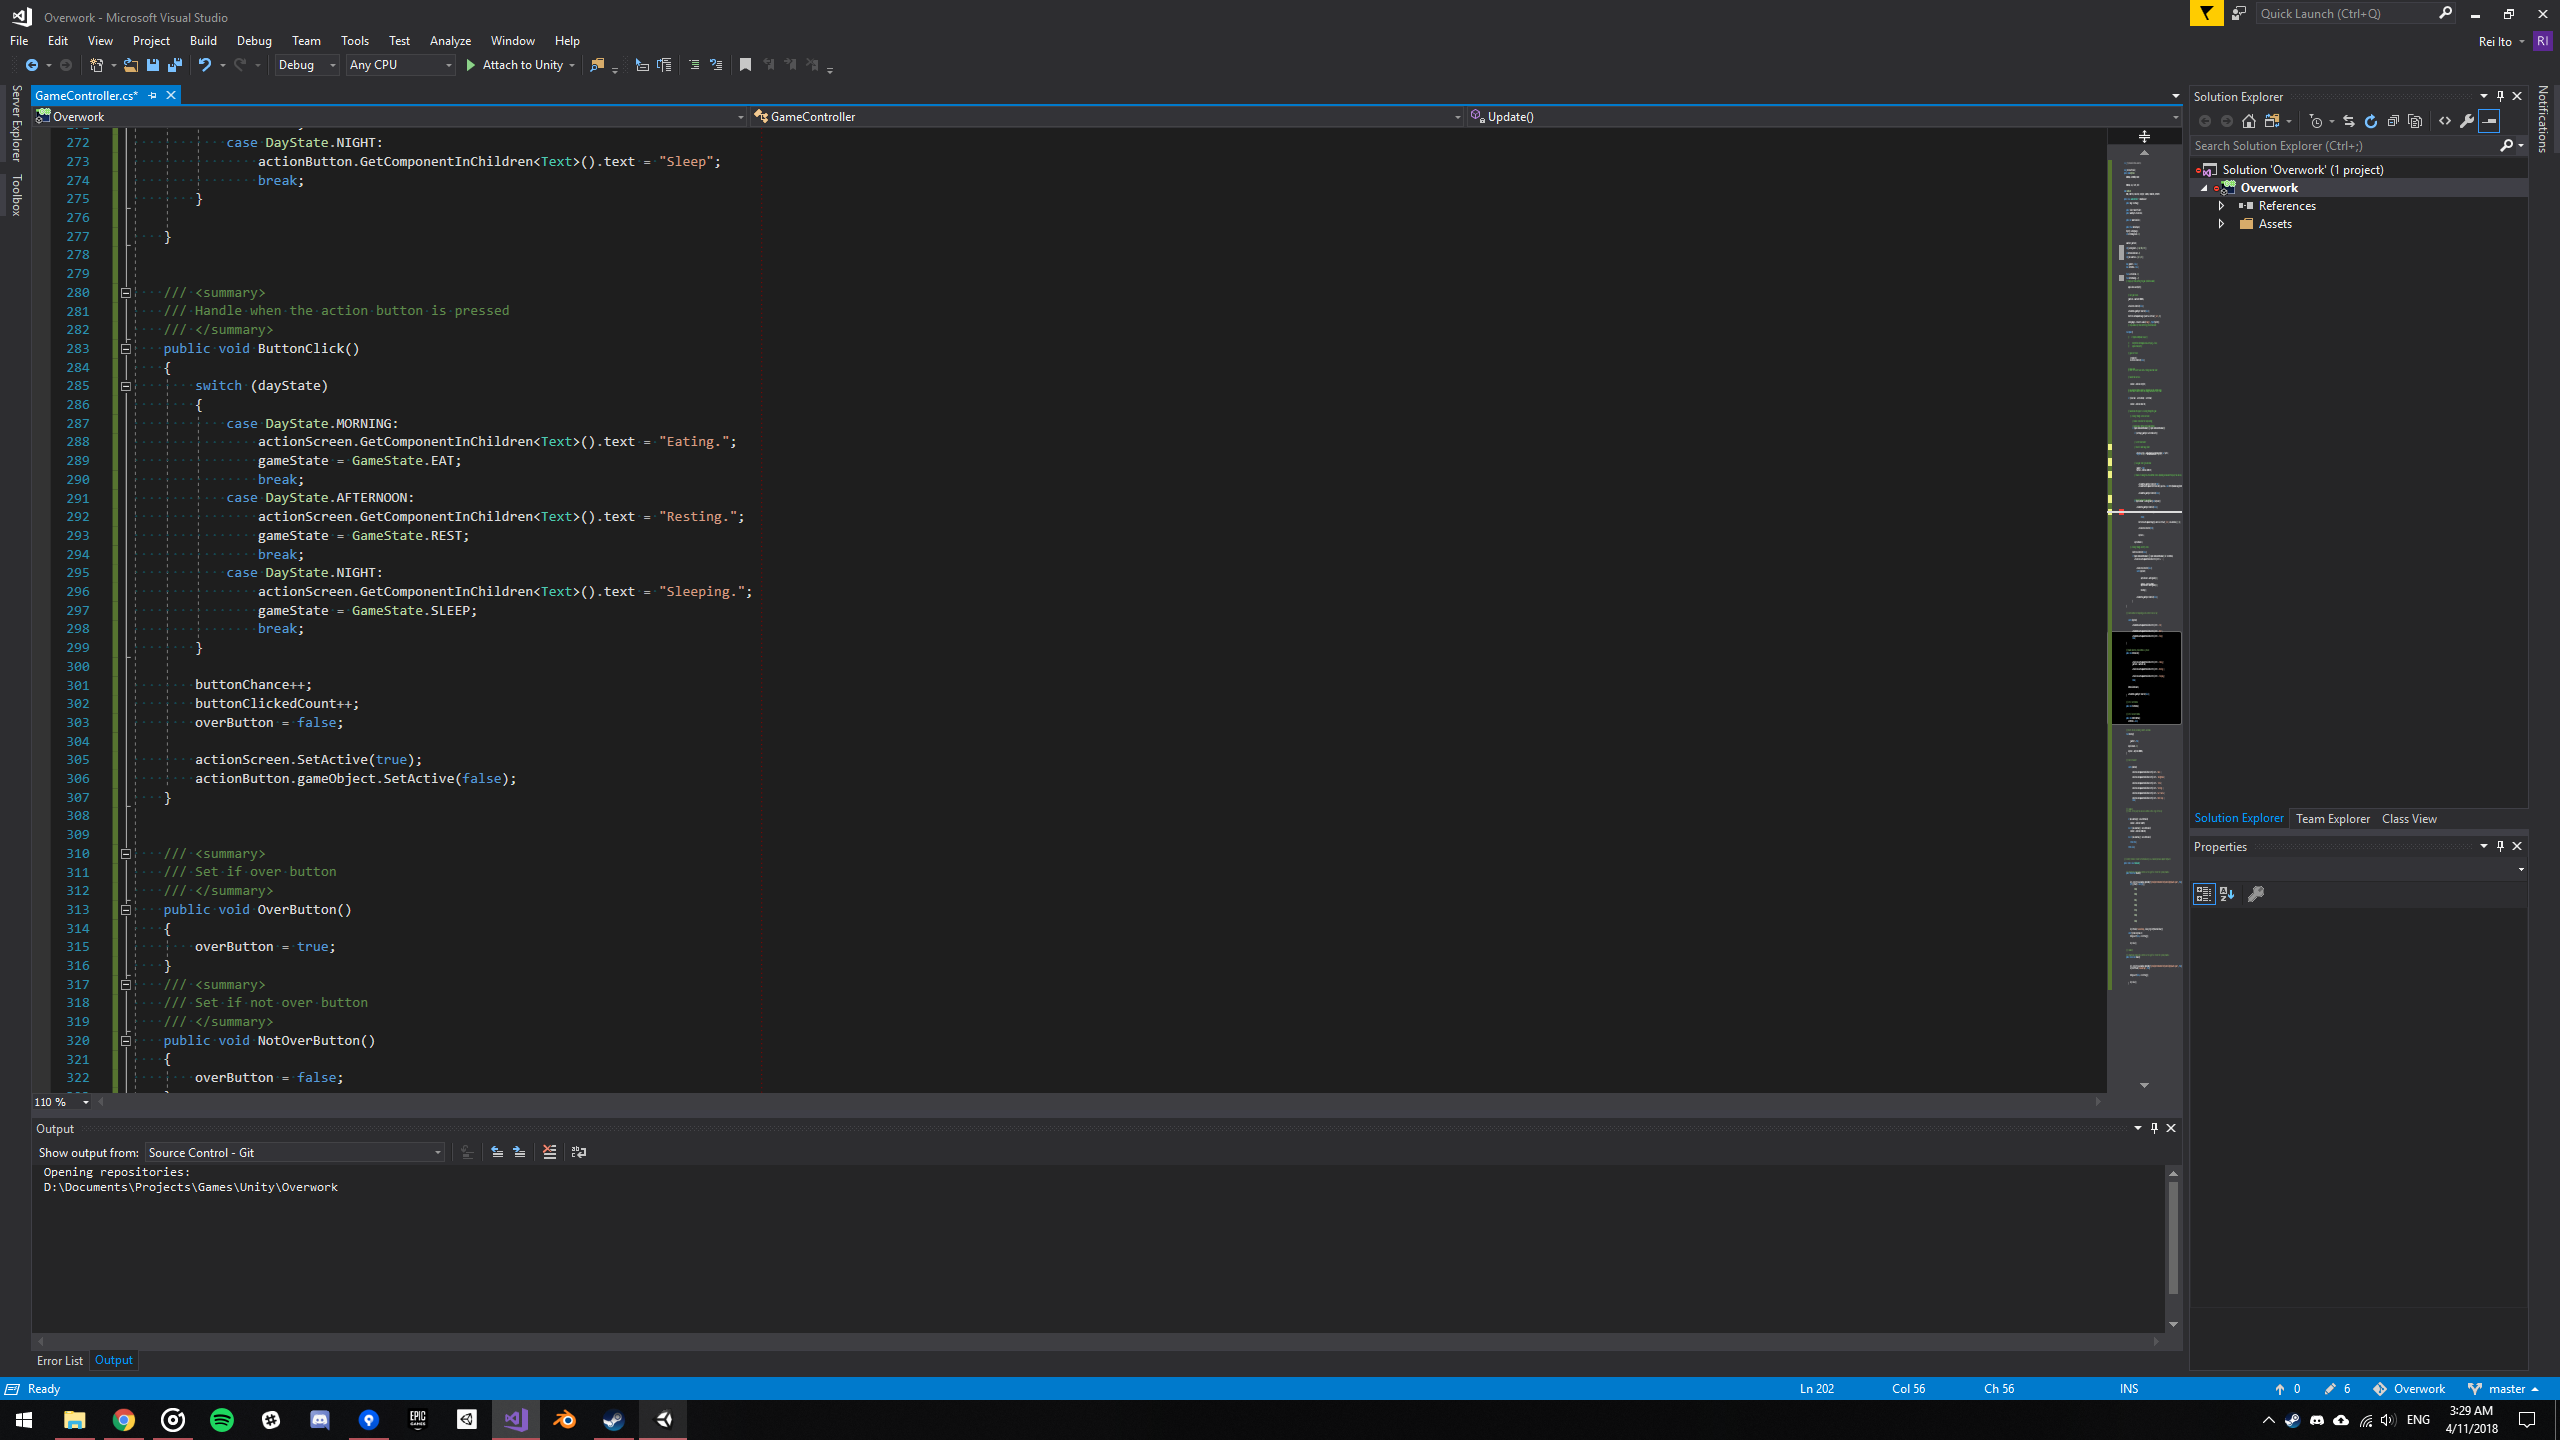 Overwork - Microsoft Visual Studio
Quick Launch (Ctrl+Q)
File Edit View Project Build Debug Team Tools Test Analyze Window Help
Rei Ito RI
Debug Any CPU Attach to Unity
Server Explorer
Toolbox
Notifications
GameController.cs*
Overwork GameController Update()
272 case DayState.NIGHT:
273 actionButton.GetComponentInChildren<Text>().text = "Sleep";
274 break;
275 }
276
277 }
278
279
280 /// <summary>
281 /// Handle when the action button is pressed
282 /// </summary>
283 public void ButtonClick()
284 {
285 switch (dayState)
286 {
287 case DayState.MORNING:
288 actionScreen.GetComponentInChildren<Text>().text = "Eating.";
289 gameState = GameState.EAT;
290 break;
291 case DayState.AFTERNOON:
292 actionScreen.GetComponentInChildren<Text>().text = "Resting.";
293 gameState = GameState.REST;
294 break;
295 case DayState.NIGHT:
296 actionScreen.GetComponentInChildren<Text>().text = "Sleeping.";
297 gameState = GameState.SLEEP;
298 break;
299 }
300
301 buttonChance++;
302 buttonClickedCount++;
303 overButton = false;
304
305 actionScreen.SetActive(true);
306 actionButton.gameObject.SetActive(false);
307 }
308
309
310 /// <summary>
311 /// Set if over button
312 /// </summary>
313 public void OverButton()
314 {
315 overButton = true;
316 }
317 /// <summary>
318 /// Set if not over button
319 /// </summary>
320 public void NotOverButton()
321 {
322 overButton = false;
110 %
Output
Show output from: Source Control - Git
Opening repositories:
D:\Documents\Projects\Games\Unity\Overwork
Error List Output
Solution Explorer
Search Solution Explorer (Ctrl+;)
Solution 'Overwork' (1 project)
Overwork
References
Assets
Solution Explorer Team Explorer Class View
Properties
Ready
Ln 202 Col 56 Ch 56 INS
0 6 Overwork master
EPIC GAMES
ENG
3:29 AM
4/11/2018